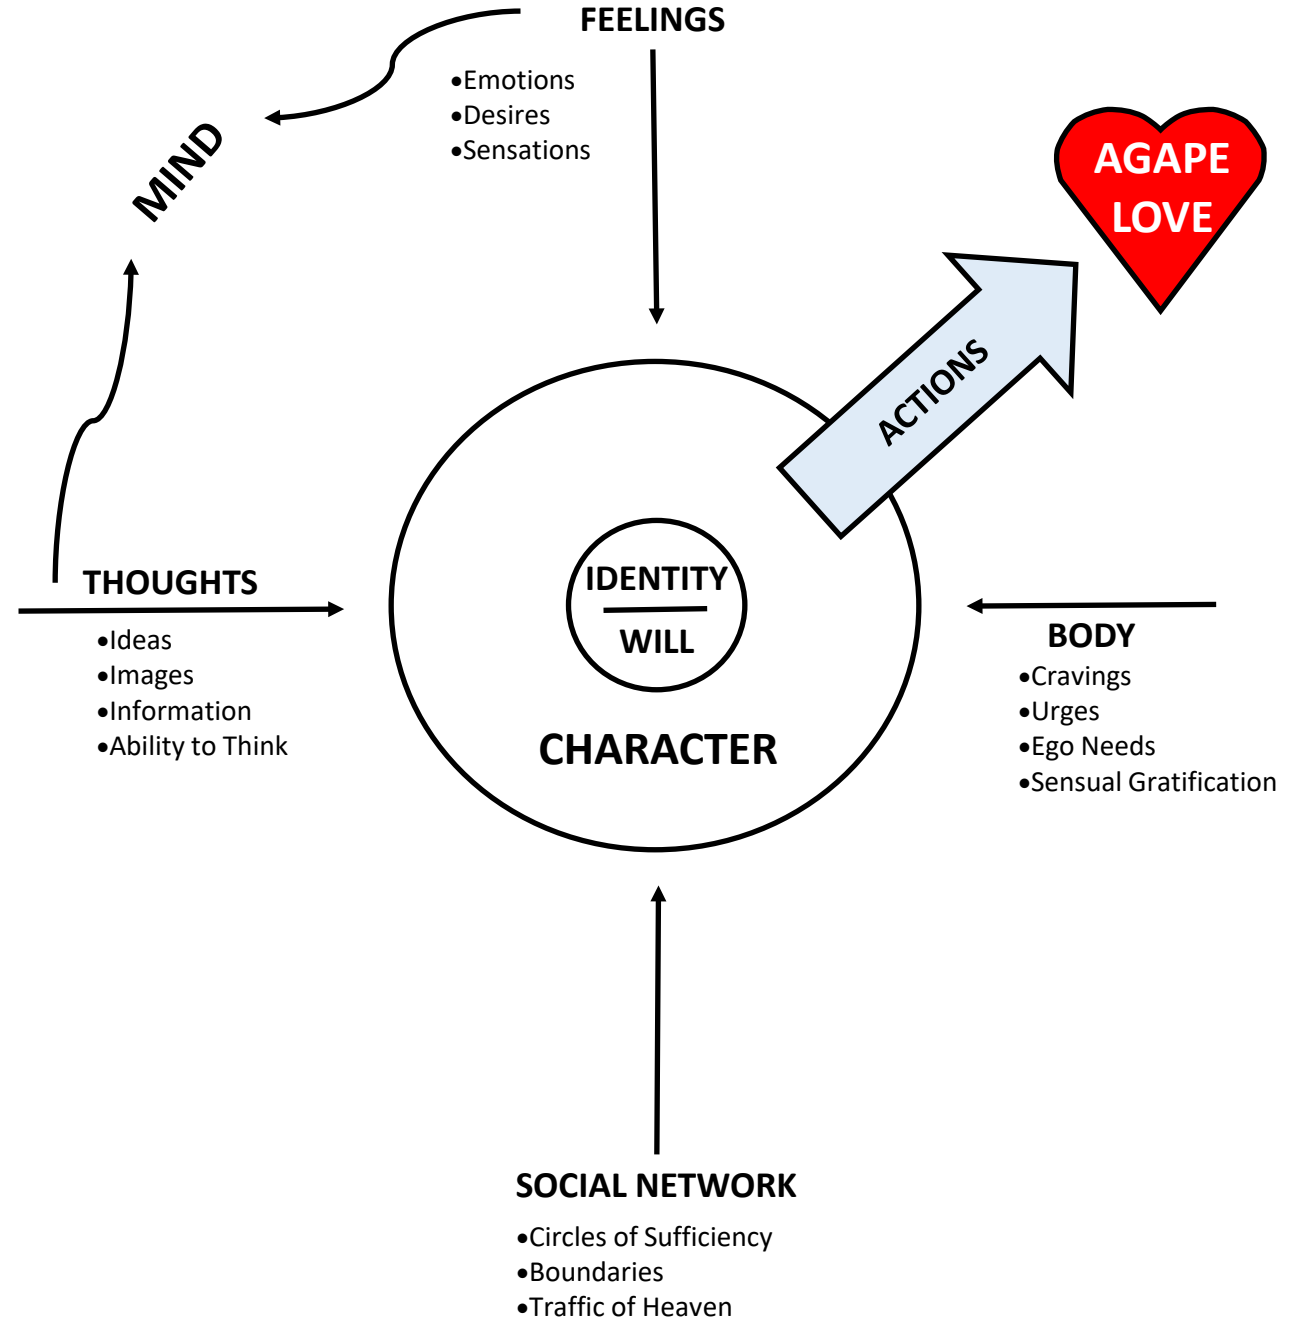 FEELINGS
•Emotions
•Desires
•Sensations
MIND
AGAPE
LOVE
ACTIONS
THOUGHTS
•Ideas
•Images
•Information
•Ability to Think
IDENTITY
WILL
CHARACTER
BODY
•Cravings
•Urges
•Ego Needs
•Sensual Gratification
SOCIAL NETWORK
•Circles of Sufficiency
•Boundaries
•Traffic of Heaven